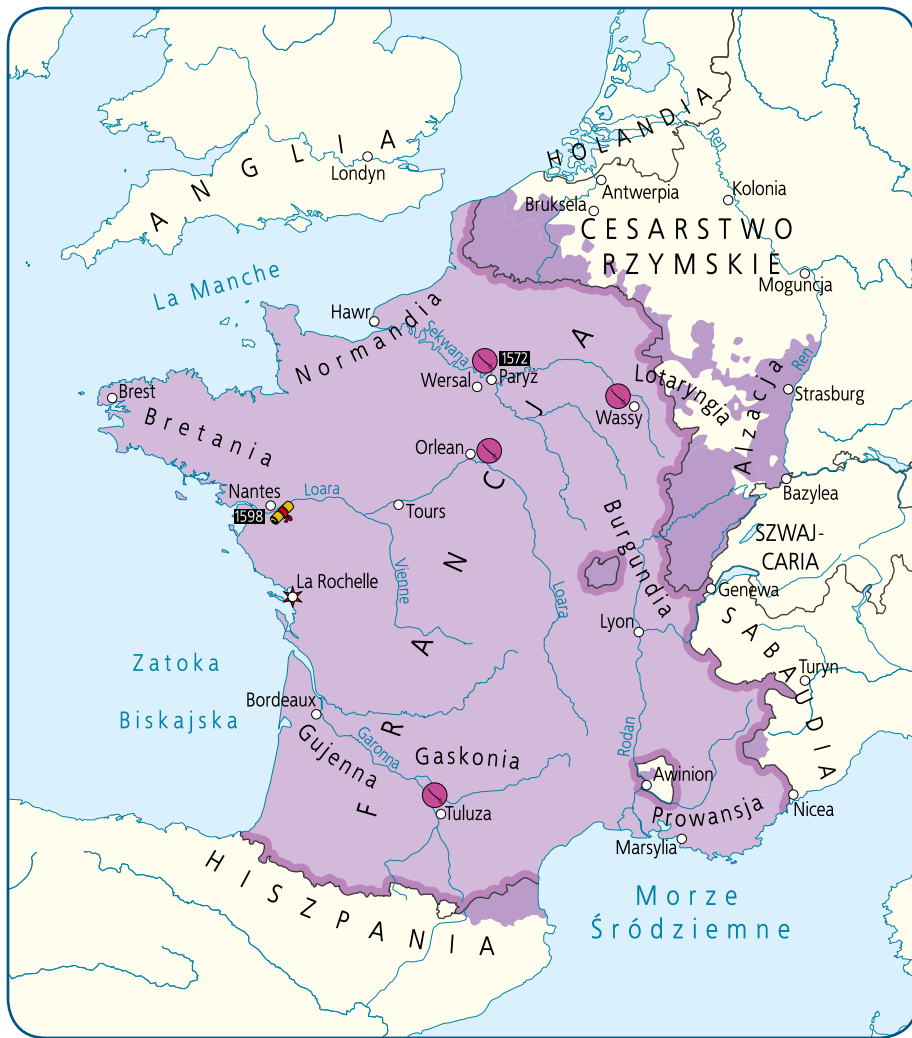 HOLANDIA
Ren
ANGLIA
Londyn
Antwerpia
Kolonia
Bruksela
CESARSTWO
RZYMSKIE
Moguncja
La Manche
Hawr
Normandia
Sekwana
1572
Wersal
Paryż
Lotaryngia
Wassy
Alzacja
Ren
Strasburg
Brest
Bretania
Orlean
Nantes
Loara
1598
Tours
Bazylea
Burgundia
SZWAJ-
CARIA
Vienne
La Rochelle
Loara
Genewa
FRANCJA
Lyon
SABAUDIA
Turyn
Zatoka
Biskajska
Bordeaux
Gujenna
Garonna
Gaskonia
Rodan
Awinion
Tuluza
Prowansja
Nicea
Marsylia
HISZPANIA
Morze
Śródziemne